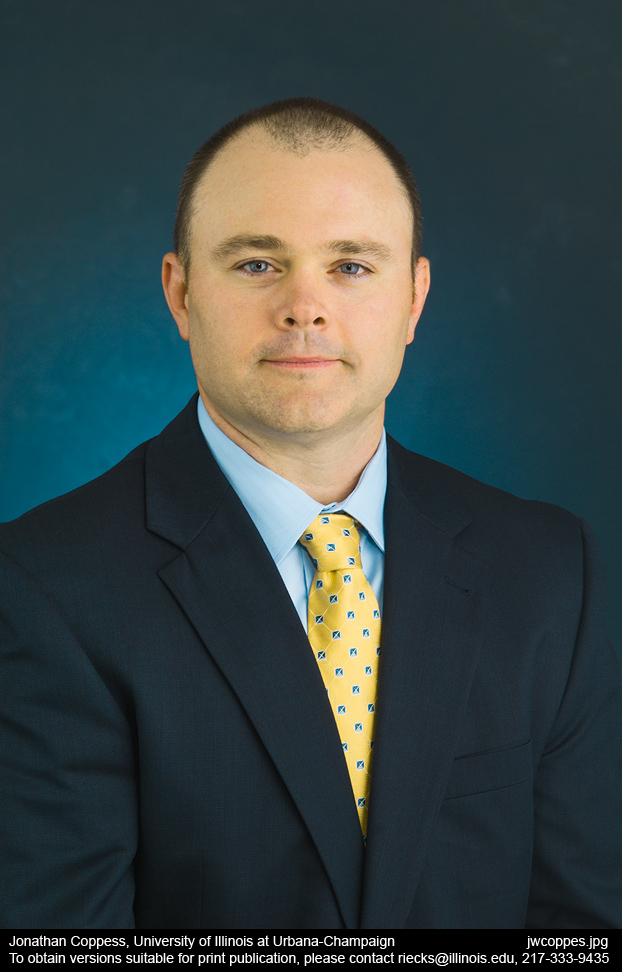 Jonathan Coppess, University of Illinois at Urbana-Champaign jwcoppes.jpg
To obtain versions suitable for print publication, please contact riecks@illinois.edu, 217-333-9435